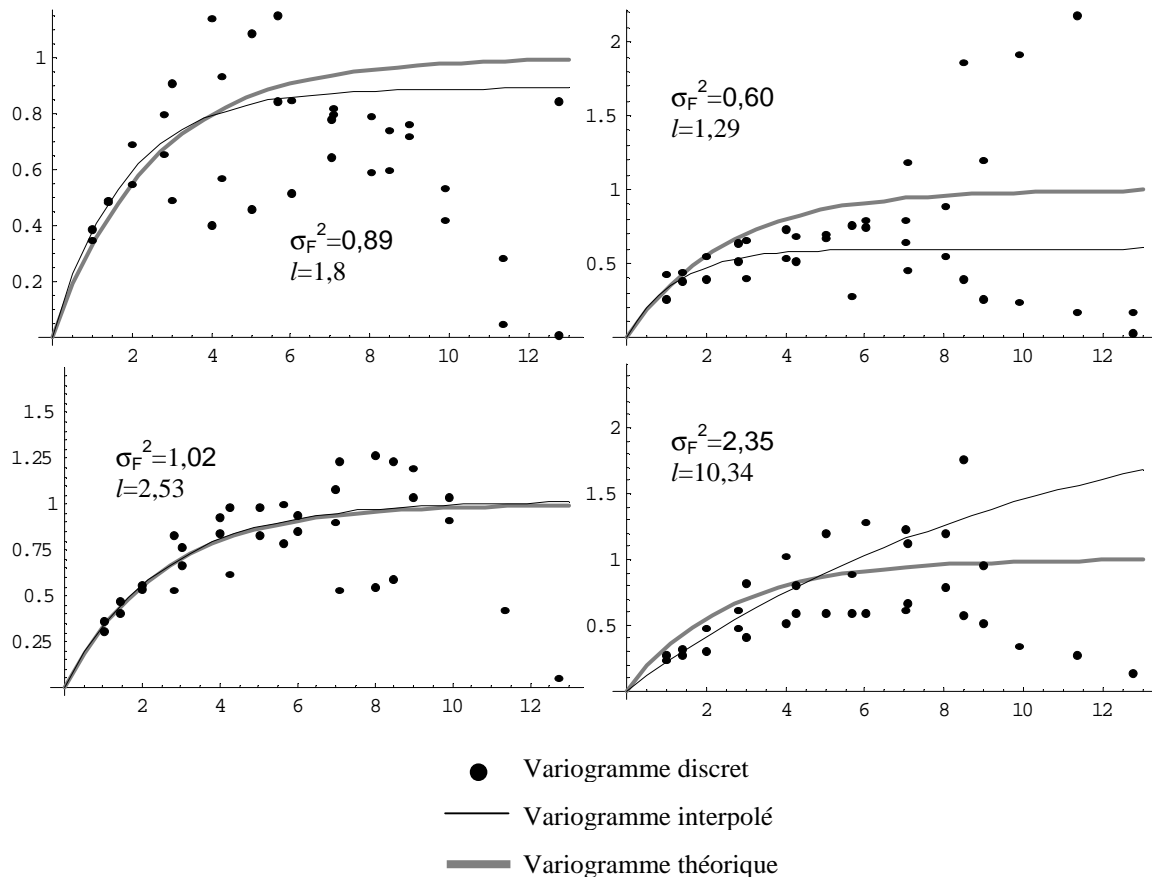 1
0.8
0.6
0.4
0.2
2 4 6 8 10 12
σF²=0,89
l=1,8
2
1.5
1
0.5
2 4 6 8 10 12
σF²=0,60
l=1,29
1.5
1.25
1
0.75
0.5
0.25
2 4 6 8 10 12
σF²=1,02
l=2,53
2
1.5
1
0.5
2 4 6 8 10 12
σF²=2,35
l=10,34
Variogramme discret
Variogramme interpolé
Variogramme théorique